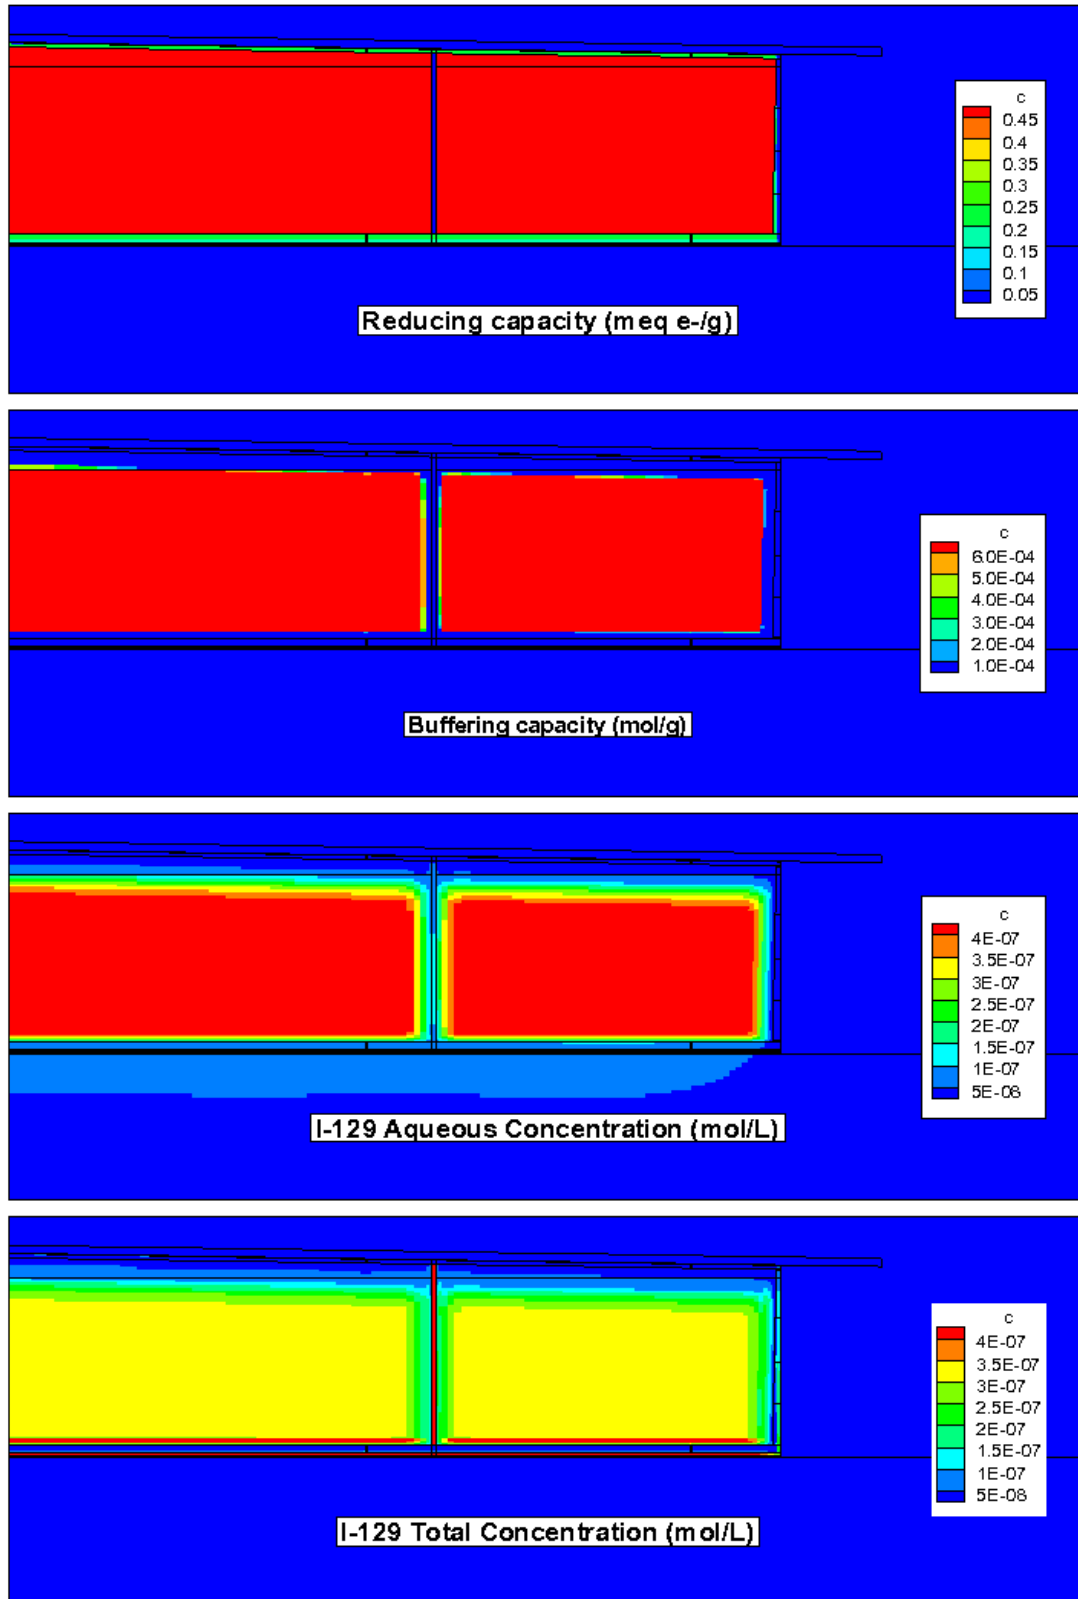 c
0.45
0.4
0.35
0.3
0.25
0.2
0.15
0.1
0.05
Reducing capacity (meq e-/g)
c
6.0E-04
5.0E-04
4.0E-04
3.0E-04
2.0E-04
1.0E-04
Buffering capacity (mol/g)
c
4E-07
3.5E-07
3E-07
2.5E-07
2E-07
1.5E-07
1E-07
5E-08
I-129 Aqueous Concentration (mol/L)
c
4E-07
3.5E-07
3E-07
2.5E-07
2E-07
1.5E-07
1E-07
5E-08
I-129 Total Concentration (mol/L)